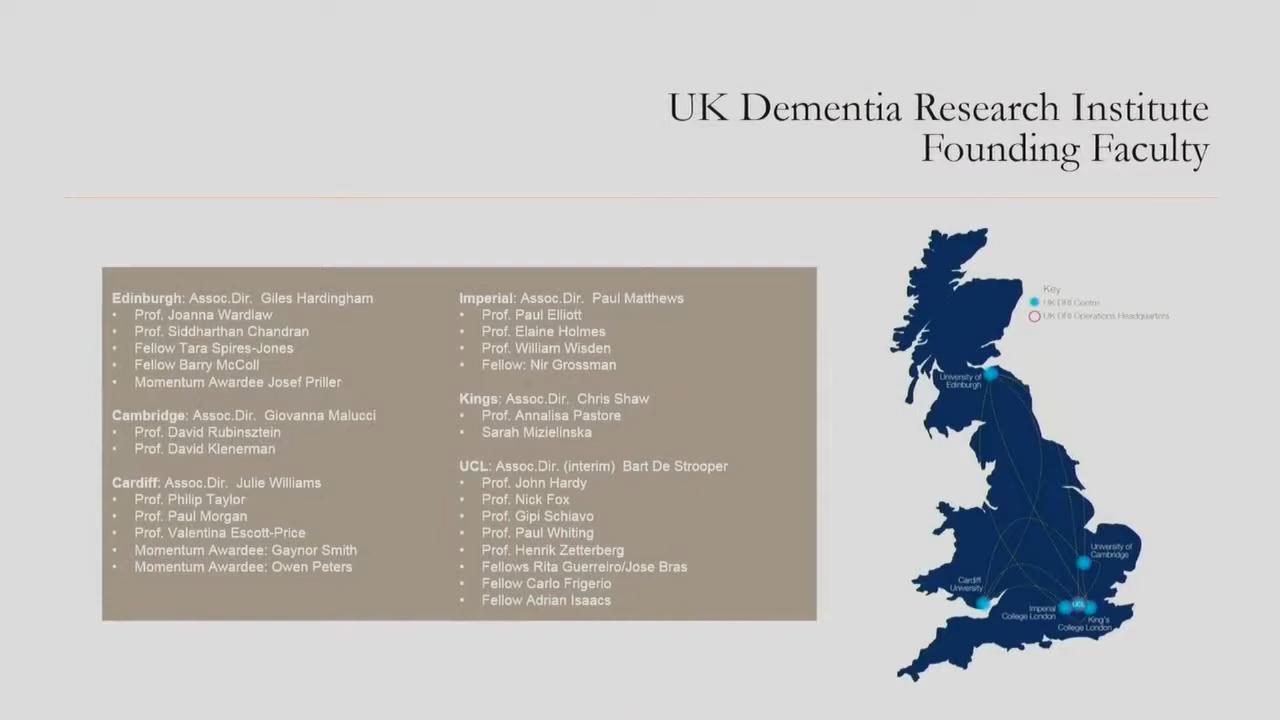 UK Dementia Research Institute
Founding Faculty
Edinburgh: Assoc.Dir. Giles Hardingham
• Prof. Joanna Wardlaw
• Prof. Siddharthan Chandran
• Fellow Tara Spires-Jones
• Fellow Barry McColl
• Momentum Awardee Josef Priller
Cambridge: Assoc.Dir. Giovanna Malucci
• Prof. David Rubinsztein
• Prof. David Klenerman
Cardiff: Assoc.Dir. Julie Williams
• Prof. Philip Taylor
• Prof. Paul Morgan
• Prof. Valentina Escott-Price
• Momentum Awardee: Gaynor Smith
• Momentum Awardee: Owen Peters
Imperial: Assoc.Dir. Paul Matthews
• Prof. Paul Elliott
• Prof. Elaine Holmes
• Prof. William Wisden
• Fellow: Nir Grossman
Kings: Assoc.Dir. Chris Shaw
• Prof. Annalisa Pastore
• Sarah Mizielinska
UCL: Assoc.Dir. (interim) Bart De Strooper
• Prof. John Hardy
• Prof. Nick Fox
• Prof. Gipi Schiavo
• Prof. Paul Whiting
• Prof. Henrik Zetterberg
• Fellows Rita Guerreiro/Jose Bras
• Fellow Carlo Frigerio
• Fellow Adrian Isaacs
Key
UK DRI Centre
UK DRI Operations Headquarters
University of
Edinburgh
University of
Cambridge
Cardiff
University
Imperial
College London
UCL
King's
College London